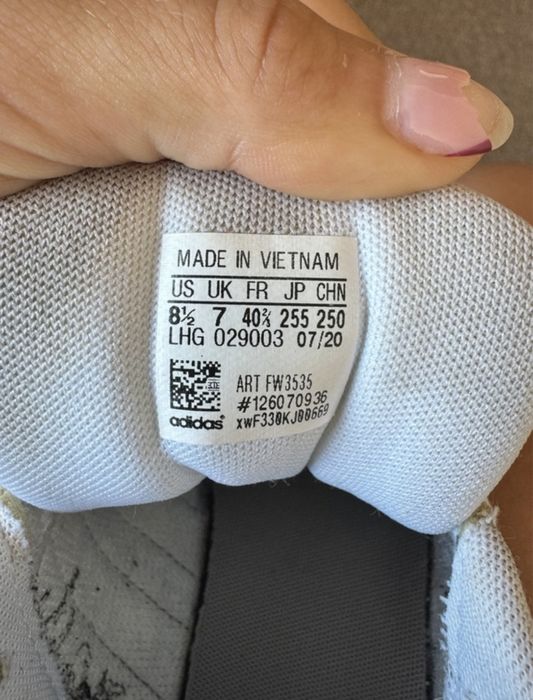 MADE IN VIETNAM
US UK FR JP CHN
8½ 7 40⅔ 255 250
LHG 029003 07/20
ART FW3535
#126070936
adidas xwF330KJ00669